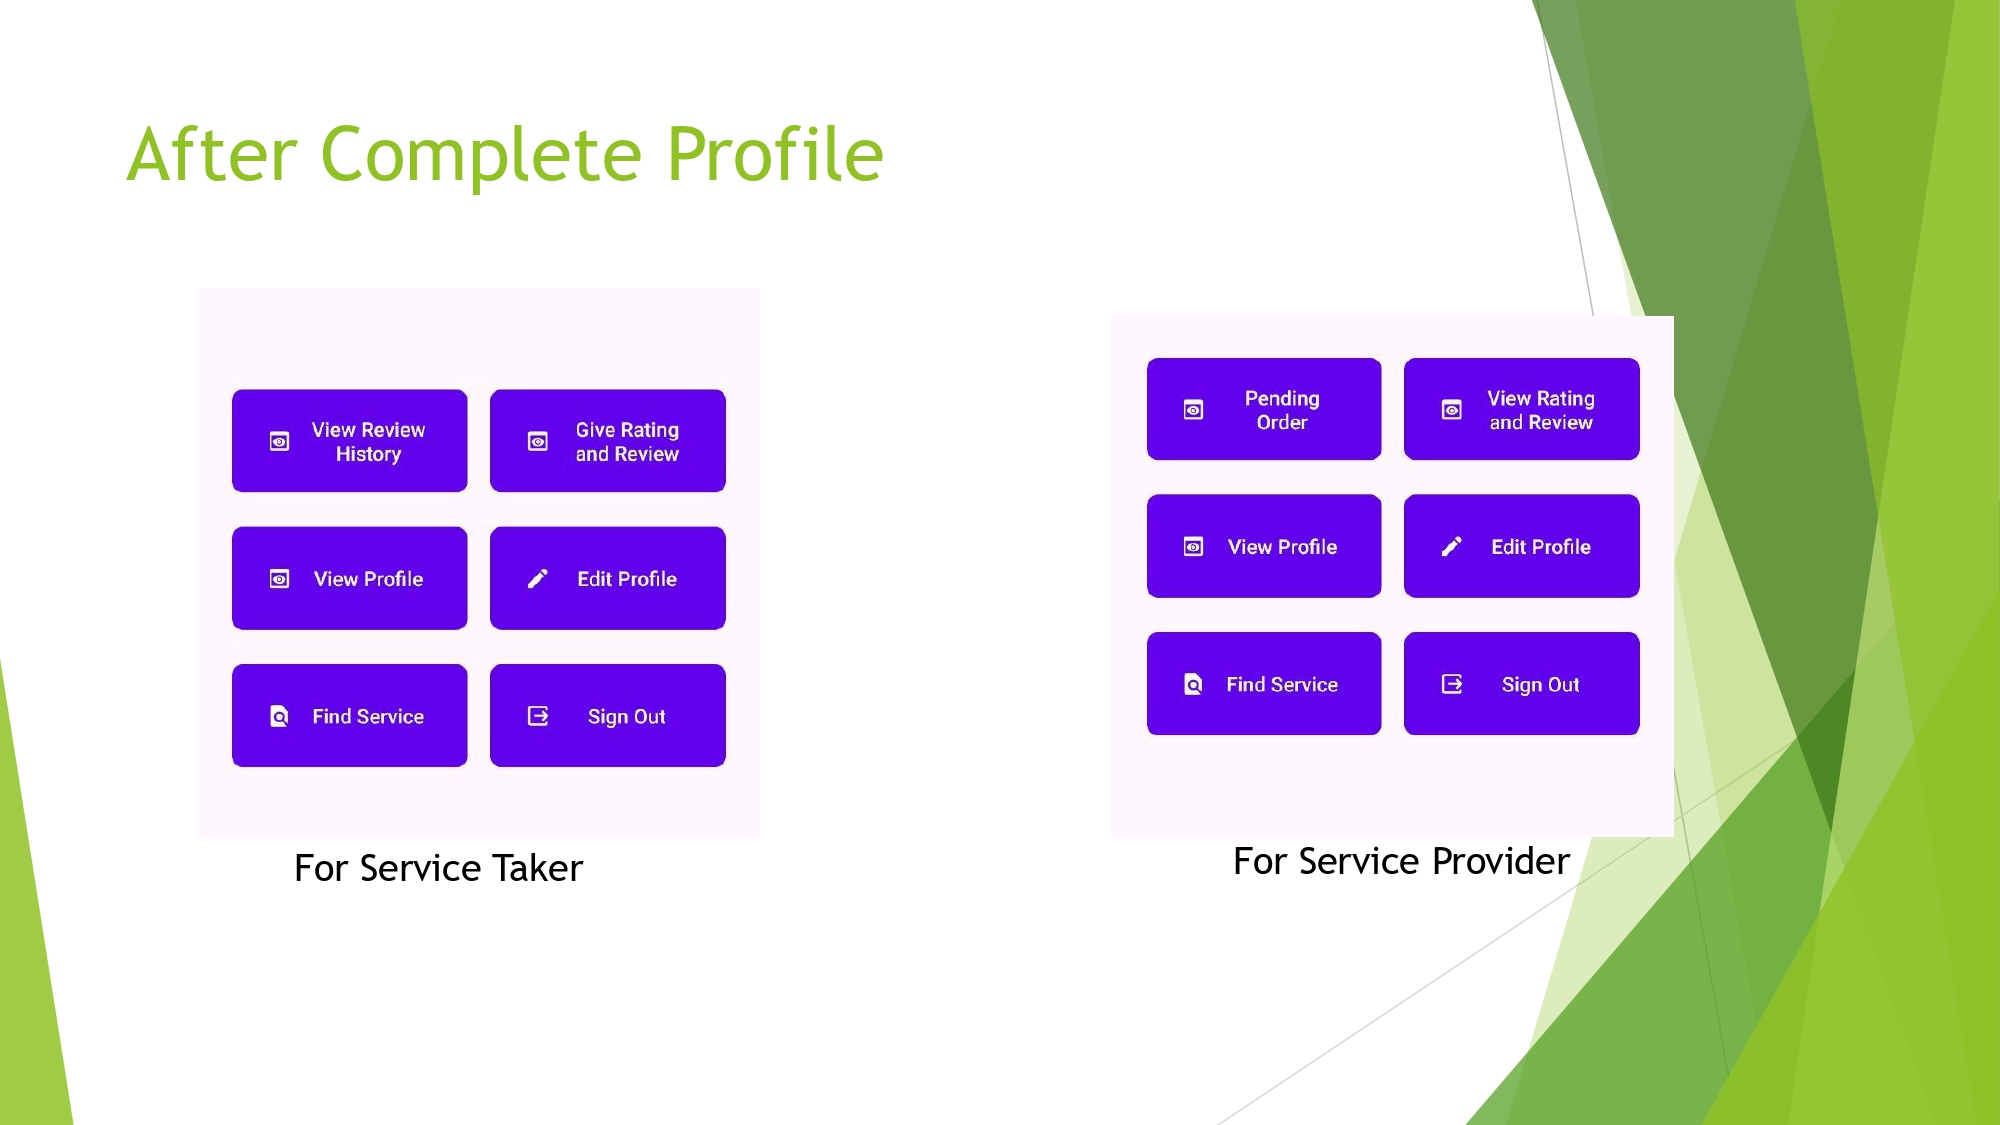 After Complete Profile
View Review
History
Give Rating
and Review
View Profile
Edit Profile
Find Service
Sign Out
For Service Taker
Pending
Order
View Rating
and Review
View Profile
Edit Profile
Find Service
Sign Out
For Service Provider